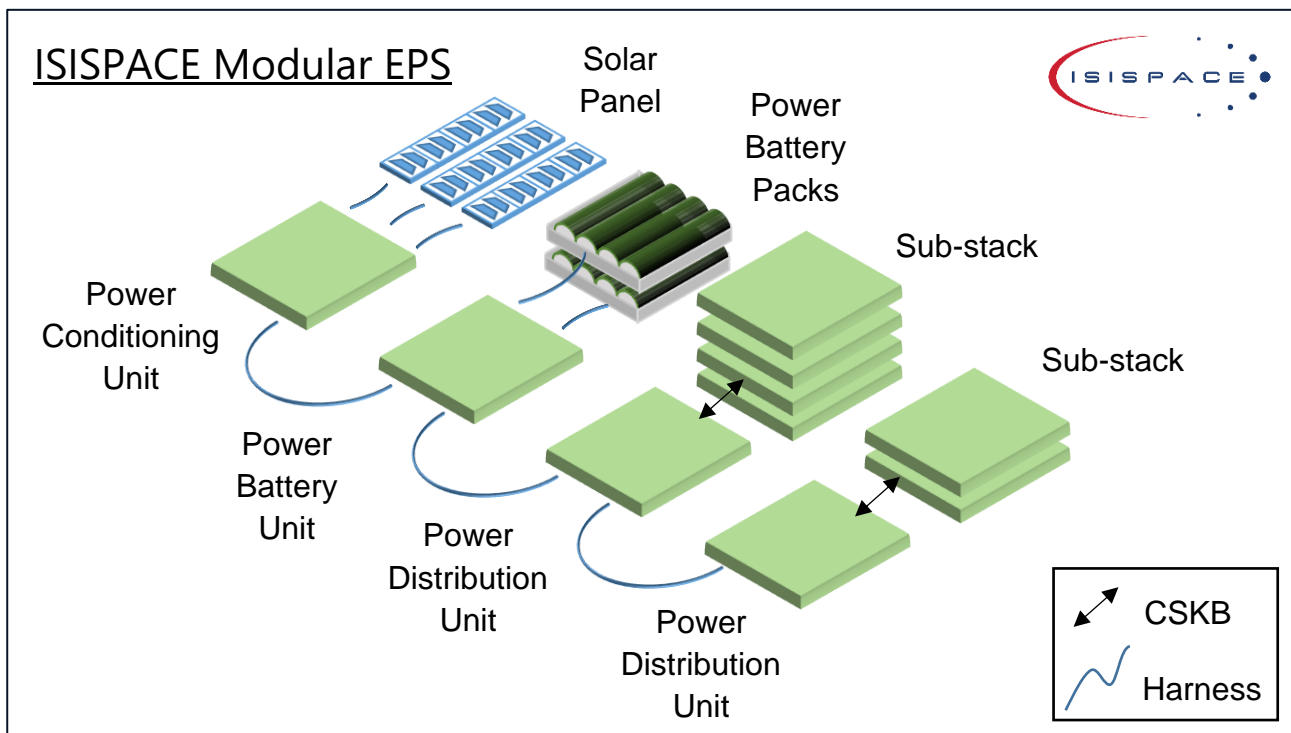 ISISPACE Modular EPS
Solar
Panel
ISISPACE
Power
Battery
Packs
Sub-stack
Power
Conditioning
Unit
Sub-stack
Power
Battery
Unit
Power
Distribution
Unit
Power
Distribution
Unit
CSKB
Harness